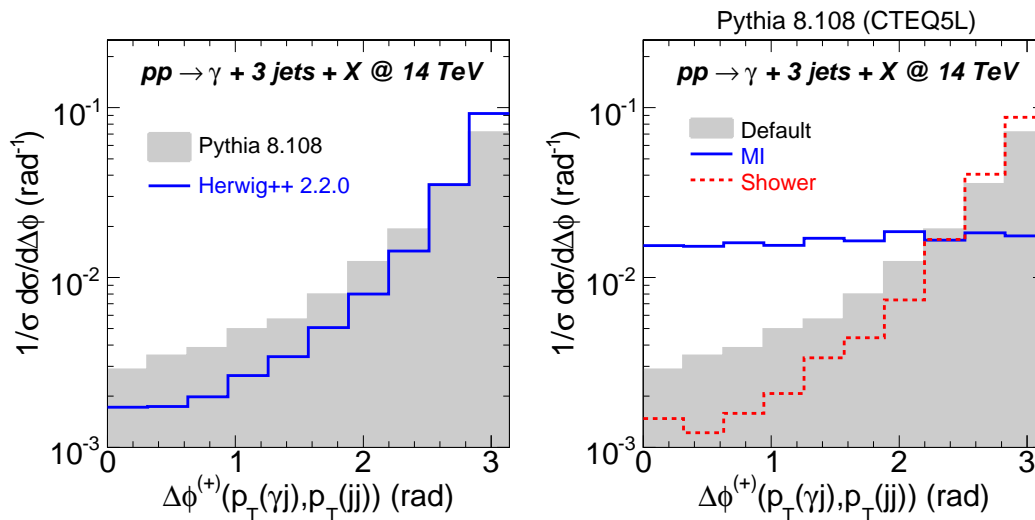 pp → γ + 3 jets + X @ 14 TeV
Pythia 8.108
Herwig++ 2.2.0
1/σ dσ/dΔϕ (rad⁻¹)
10⁻¹
10⁻²
10⁻³
0 1 2 3
Δϕ⁽⁺⁾(p_T(γj),p_T(jj)) (rad)
Pythia 8.108 (CTEQ5L)
pp → γ + 3 jets + X @ 14 TeV
Default
MI
Shower
1/σ dσ/dΔϕ (rad⁻¹)
10⁻¹
10⁻²
10⁻³
0 1 2 3
Δϕ⁽⁺⁾(p_T(γj),p_T(jj)) (rad)